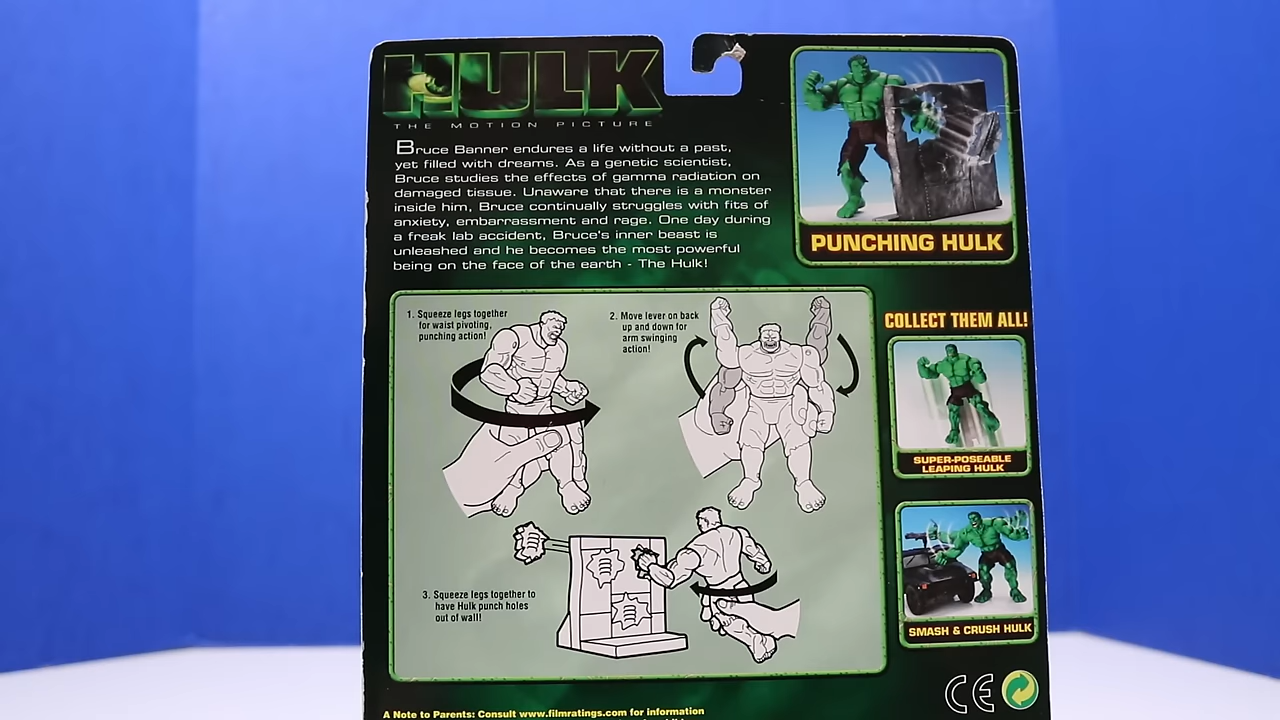 HULK
THE MOTION PICTURE
Bruce Banner endures a life without a past,
yet filled with dreams. As a genetic scientist,
Bruce studies the effects of gamma radiation on
damaged tissue. Unaware that there is a monster
inside him, Bruce continually struggles with fits of
anxiety, embarrassment and rage. One day during
a freak lab accident, Bruce's inner beast is
unleashed and he becomes the most powerful
being on the face of the earth - The Hulk!
PUNCHING HULK
1. Squeeze legs together
for waist pivoting,
punching action!
2. Move lever on back
up and down for
arm swinging
action!
3. Squeeze legs together to
have Hulk punch holes
out of wall!
COLLECT THEM ALL!
SUPER-POSEABLE
LEAPING HULK
SMASH & CRUSH HULK
CE
A Note to Parents: Consult www.filmratings.com for information